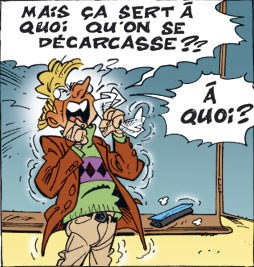 MAIS ÇA SERT À
QUOI QU'ON SE
DÉCARCASSE??
À
QUOI?